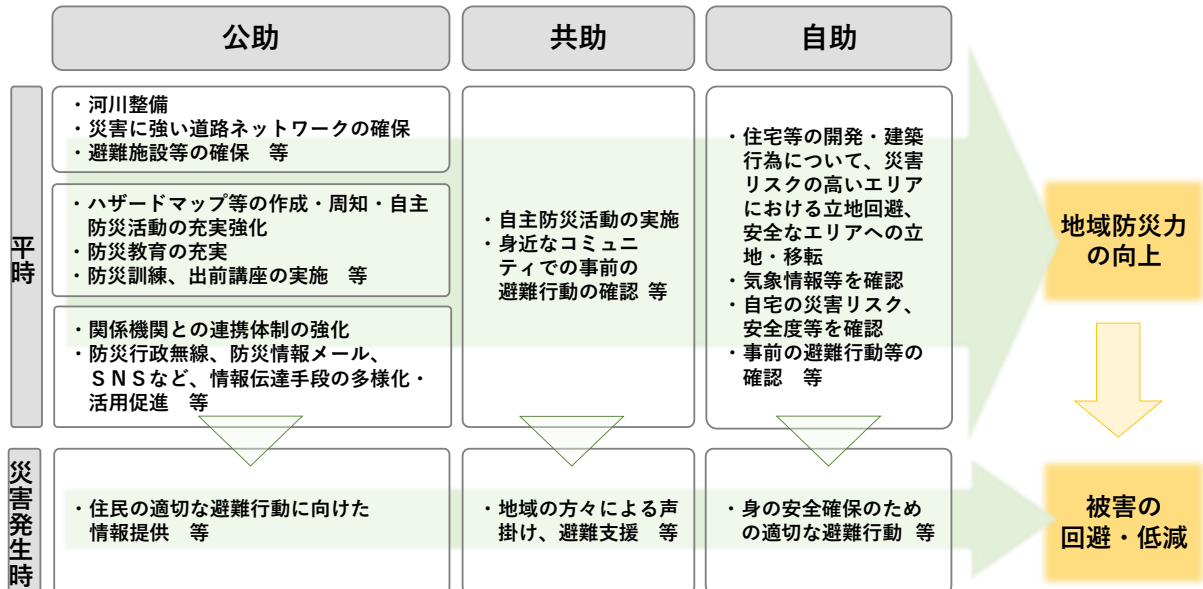 公助
共助
自助
平時
・河川整備
・災害に強い道路ネットワークの確保
・避難施設等の確保　等
・ハザードマップ等の作成・周知・自主
防災活動の充実強化
・防災教育の充実
・防災訓練、出前講座の実施　等
・関係機関との連携体制の強化
・防災行政無線、防災情報メール、
ＳＮＳなど、情報伝達手段の多様化・
活用促進　等
・自主防災活動の実施
・身近なコミュニ
ティでの事前の
避難行動の確認 等
・住宅等の開発・建築
行為について、災害
リスクの高いエリア
における立地回避、
安全なエリアへの立
地・移転
・気象情報等を確認
・自宅の災害リスク、
安全度等を確認
・事前の避難行動等の
確認　等
地域防災力
の向上
災害発生時
・住民の適切な避難行動に向けた
情報提供　等
・地域の方々による声
掛け、避難支援　等
・身の安全確保のため
の適切な避難行動 等
被害の
回避・低減